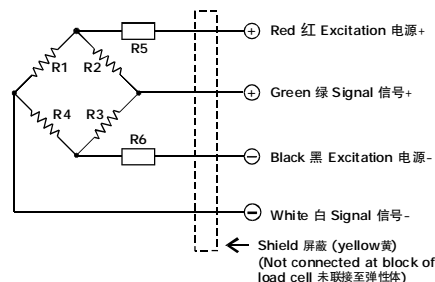 Red 红 Excitation 电源+
R5
R1
R2
Green 绿 Signal 信号+
R4
R3
R6
Black 黑 Excitation 电源-
White 白 Signal 信号-
Shield 屏蔽 (yellow黄)
(Not connected at block of
load cell 未联接至弹性体)